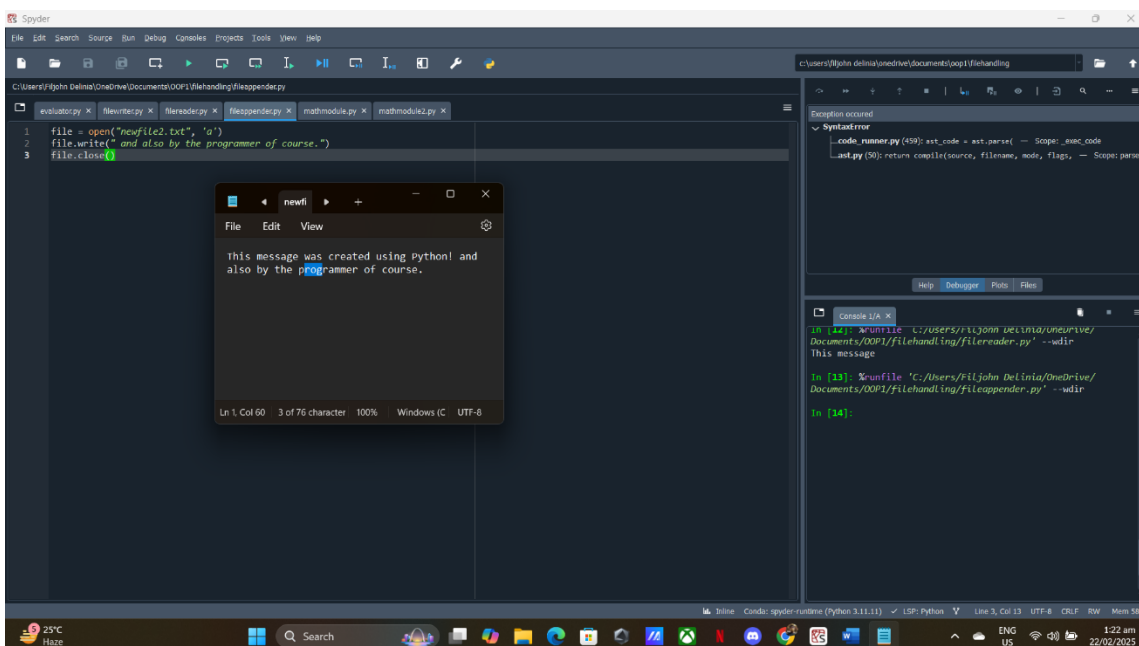 Spyder
File Edit Search Source Run Debug Consoles Projects Tools View Help
c:\users\filjohn delinia\onedrive\documents\oop1\filehandling
C:\Users\Filjohn Delinia\OneDrive\Documents\OOP1\filehandling\fileappender.py
evaluator.py filewriter.py filereader.py fileappender.py mathmodule.py mathmodule2.py
1 file = open("newfile2.txt", 'a')
2 file.write(" and also by the programmer of course.")
3 file.close()
newfi
File Edit View
This message was created using Python! and
also by the programmer of course.
Ln 1, Col 60 3 of 76 character 100% Windows (C UTF-8
Exception occured
SyntaxError
code_runner.py (459): ast_code = ast.parse( — Scope: _exec_code
ast.py (50): return compile(source, filename, mode, flags, — Scope: parse
Help Debugger Plots Files
Console 1/A
In [12]: %runfile 'C:/Users/Filjohn Delinia/OneDrive/
Documents/OOP1/filehandling/filereader.py' --wdir
This message
In [13]: %runfile 'C:/Users/Filjohn Delinia/OneDrive/
Documents/OOP1/filehandling/fileappender.py' --wdir
In [14]:
Inline Conda: spyder-runtime (Python 3.11.11) LSP: Python Line 3, Col 13 UTF-8 CRLF RW Mem 58
5
25°C
Haze
Search
ENG
US
1:22 am
22/02/2025